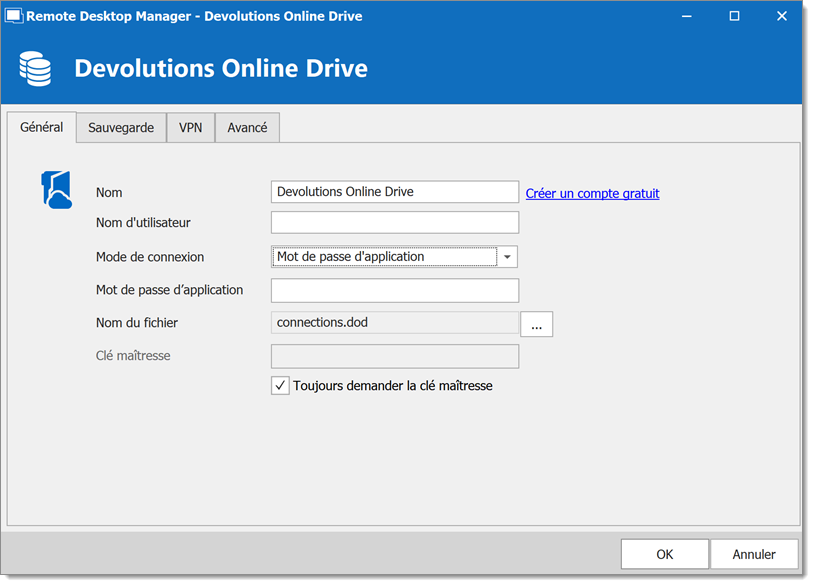 Remote Desktop Manager - Devolutions Online Drive
Devolutions Online Drive
Général Sauvegarde VPN Avancé
Nom Devolutions Online Drive Créer un compte gratuit
Nom d'utilisateur
Mode de connexion Mot de passe d'application
Mot de passe d’application
Nom du fichier connections.dod ...
Clé maîtresse
Toujours demander la clé maîtresse
OK Annuler